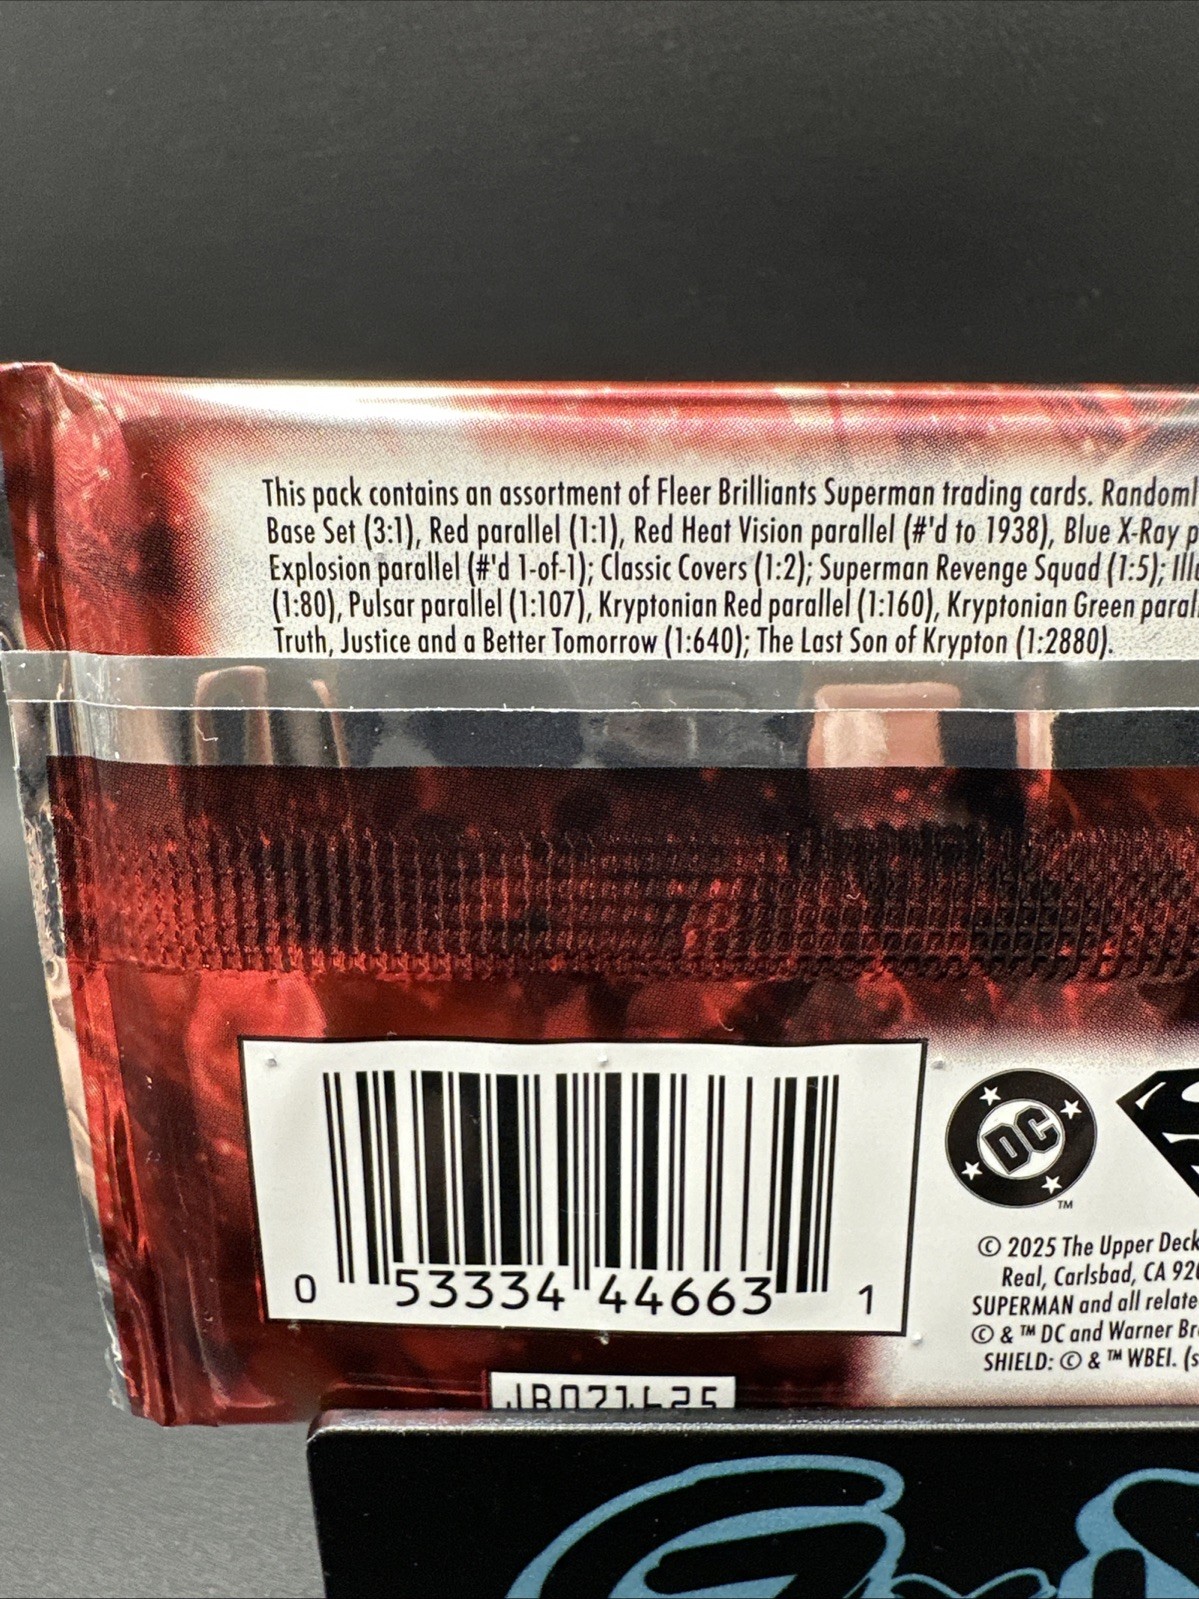 This pack contains an assortment of Fleer Brilliants Superman trading cards.
Base Set (3:1), Red parallel (1:1), Red Heat Vision parallel (#'d to 1938), Blue X-Ray
Explosion parallel (#'d 1-of-1); Classic Covers (1:2); Superman Revenge Squad (1:5);
(1:80), Pulsar parallel (1:107), Kryptonian Red parallel (1:160), Kryptonian Green
Truth, Justice and a Better Tomorrow (1:640); The Last Son of Krypton (1:2880).
0 53334 44663 1
DC
TM
© 2025 The Upper Deck
Real, Carlsbad, CA
SUPERMAN and all
© & ™ DC and Warner
SHIELD: © & ™ WBEI.